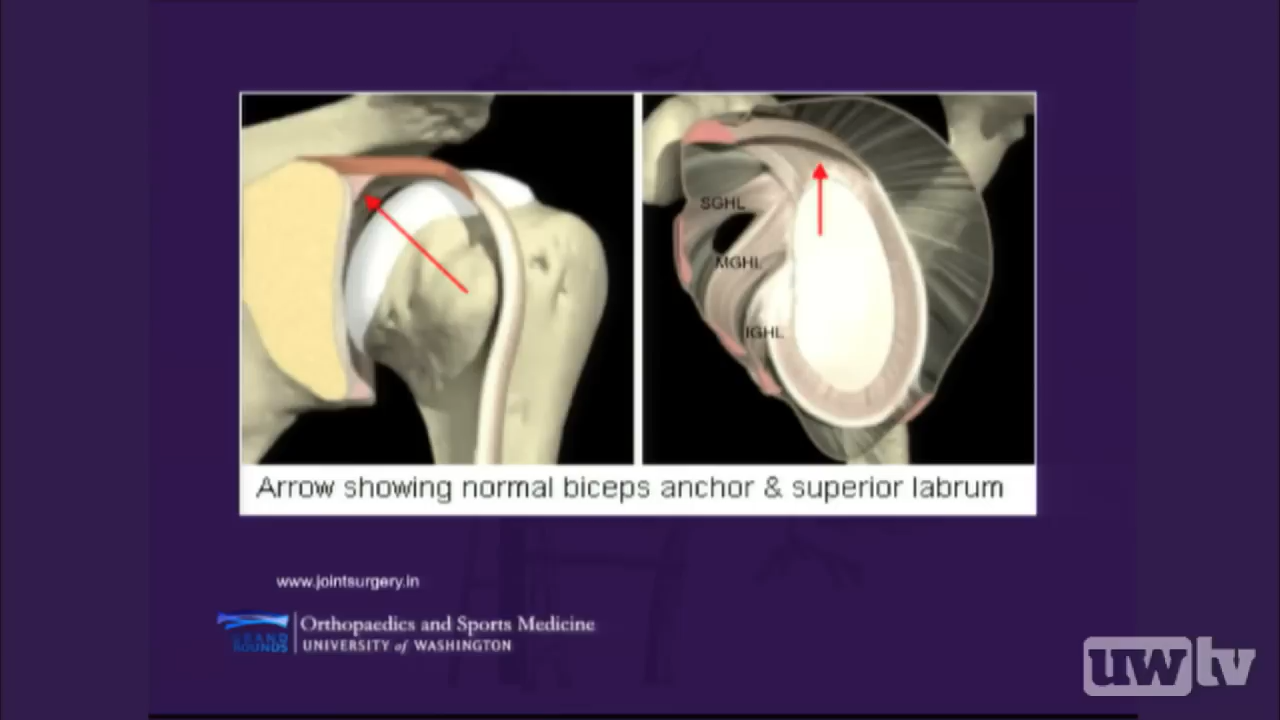 SGHL
MGHL
IGHL
Arrow showing normal biceps anchor & superior labrum
www.jointsurgery.in
GRAND
ROUNDS
Orthopaedics and Sports Medicine
UNIVERSITY of WASHINGTON
uwtv